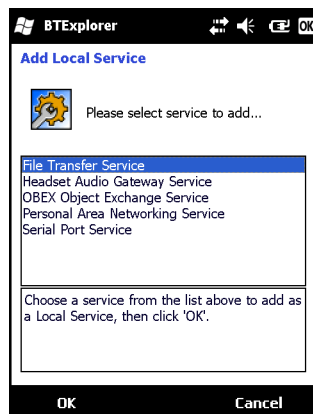 BTExplorer
OK
Add Local Service
Please select service to add...
File Transfer Service
Headset Audio Gateway Service
OBEX Object Exchange Service
Personal Area Networking Service
Serial Port Service
Choose a service from the list above to add as
a Local Service, then click 'OK'.
OK Cancel